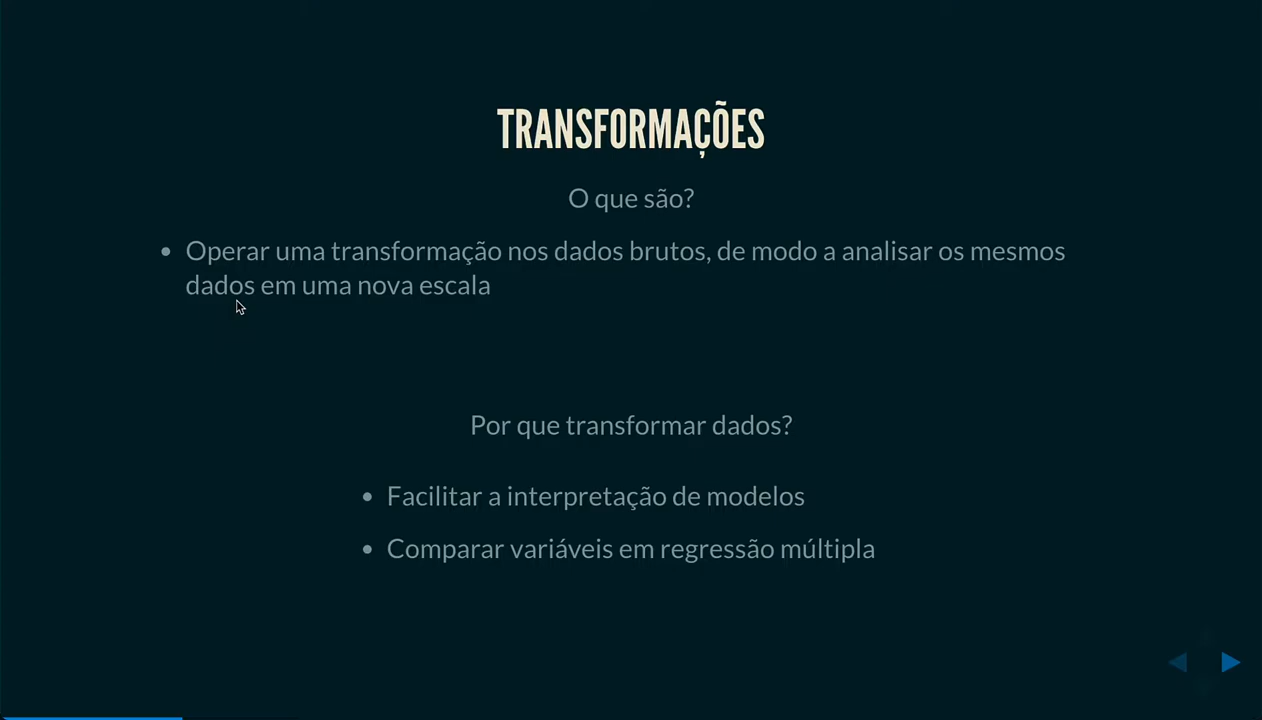 TRANSFORMAÇÕES
O que são?
• Operar uma transformação nos dados brutos, de modo a analisar os mesmos
dados em uma nova escala
Por que transformar dados?
• Facilitar a interpretação de modelos
• Comparar variáveis em regressão múltipla